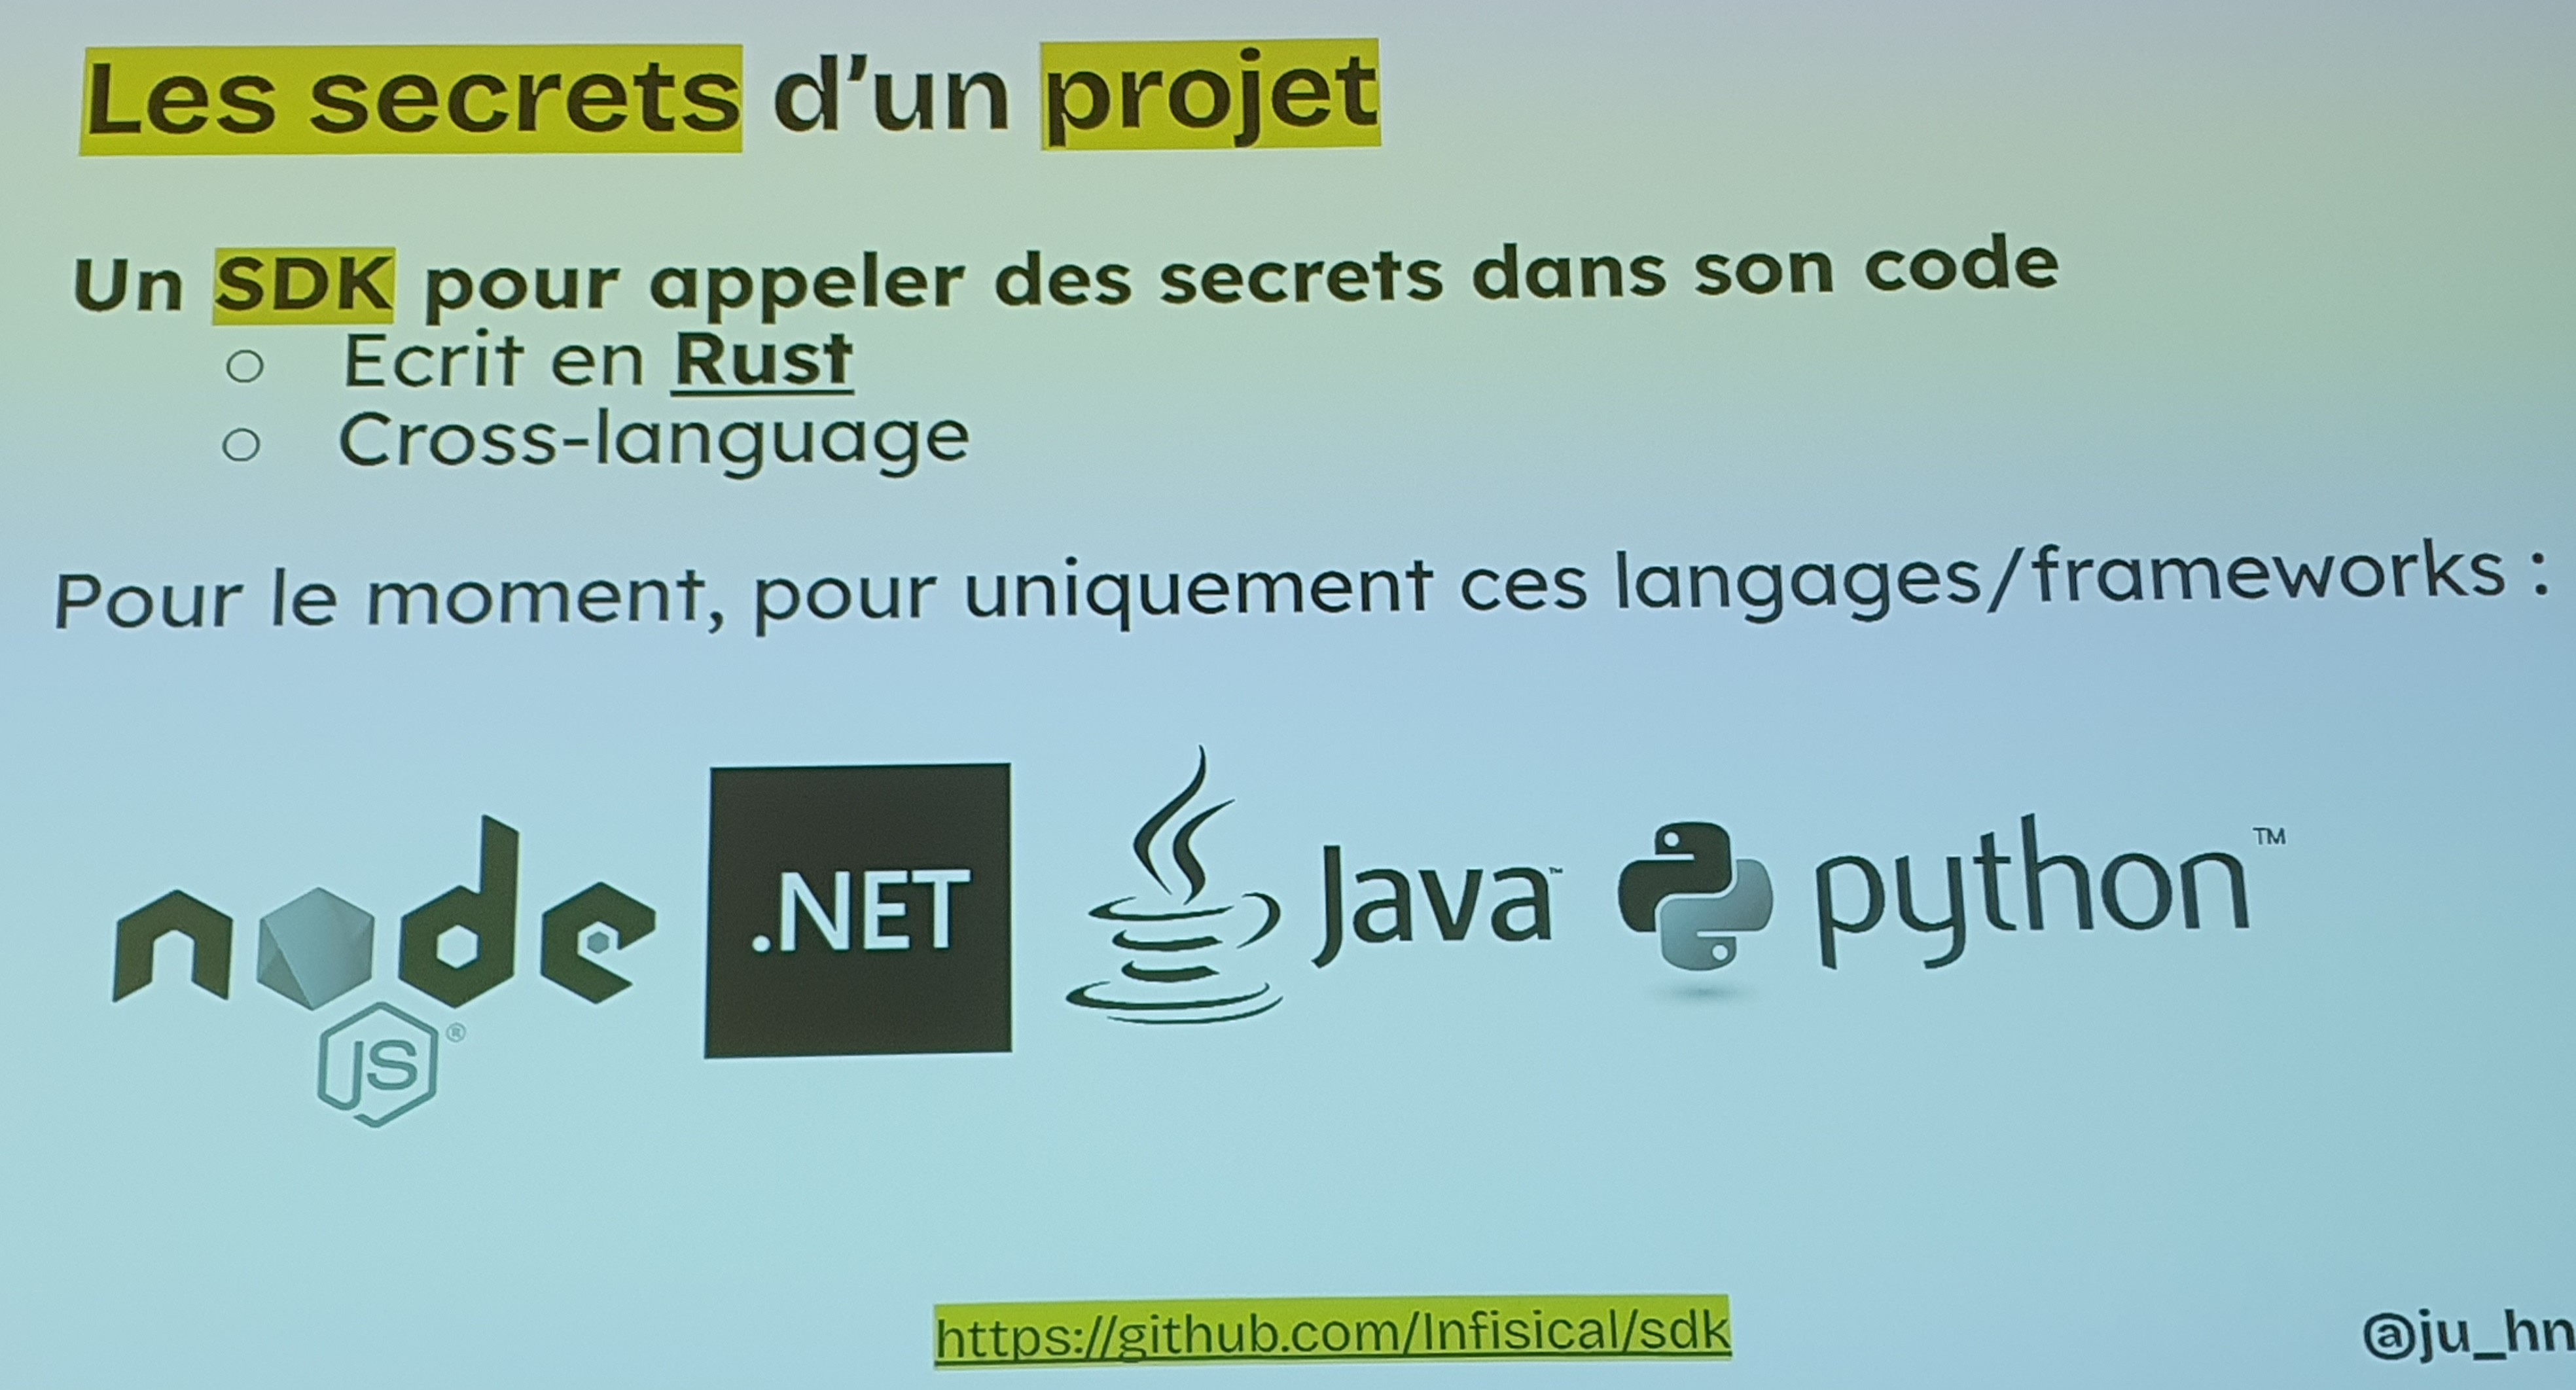 Les secrets d'un projet
Un SDK pour appeler des secrets dans son code
○ Ecrit en Rust
○ Cross-language
Pour le moment, pour uniquement ces langages/frameworks :
node
JS®
.NET
Java™
python™
https://github.com/Infisical/sdk
@ju_hn